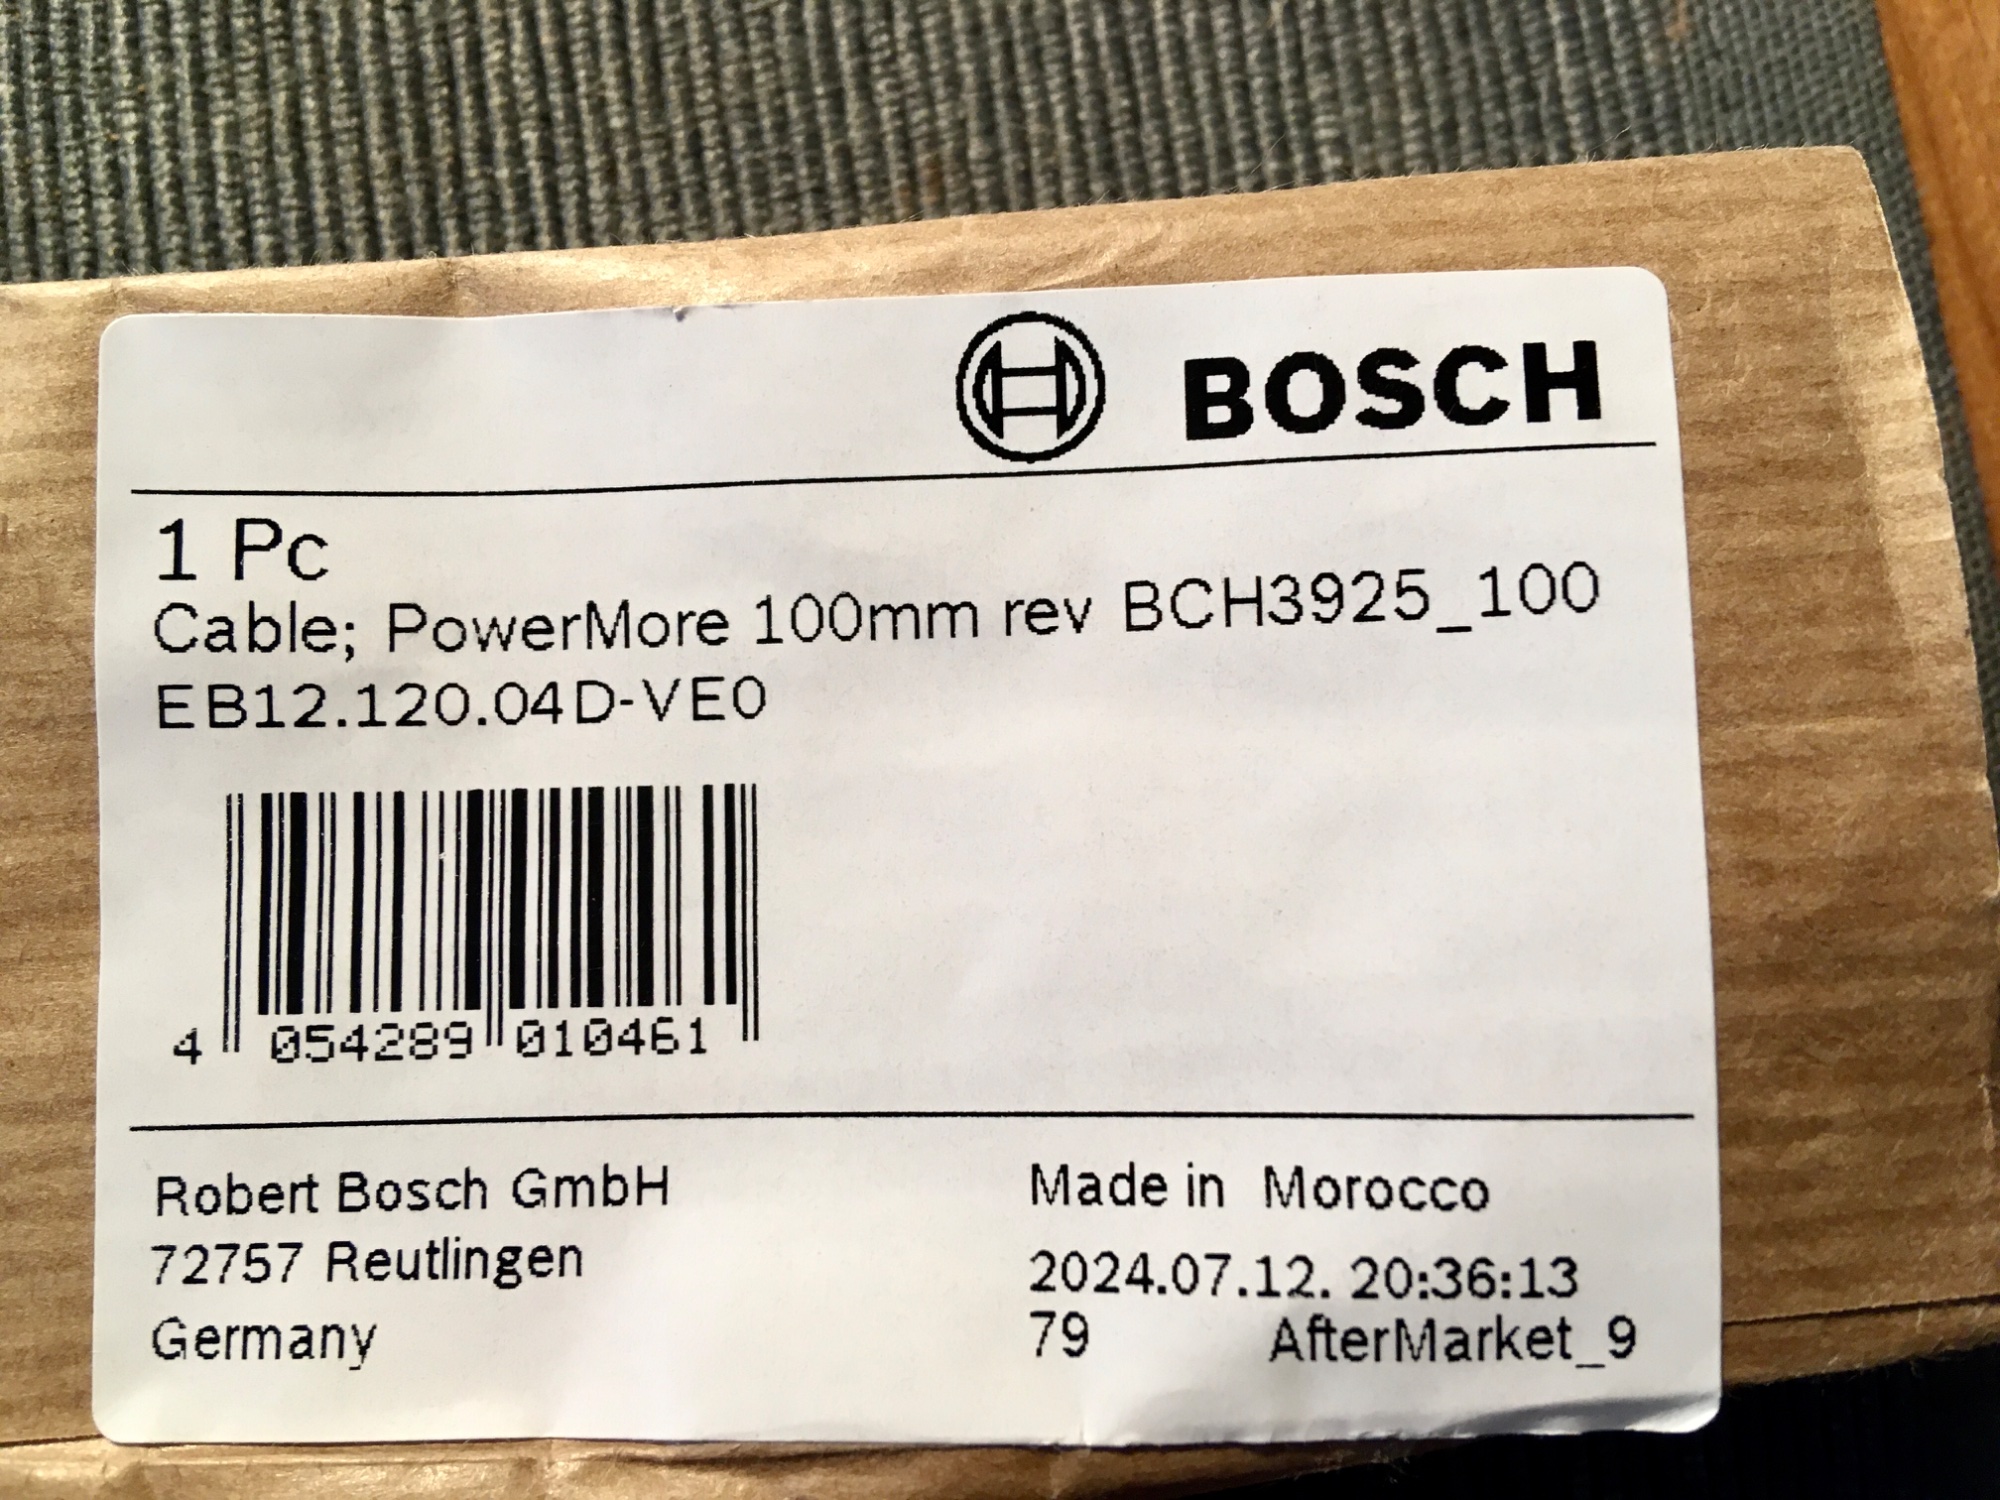 BOSCH
1 Pc
Cable; PowerMore 100mm rev BCH3925_100
EB12.120.04D-VE0
4 054289 010461
Robert Bosch GmbH
72757 Reutlingen
Germany
Made in Morocco
2024.07.12. 20:36:13
79 AfterMarket_9